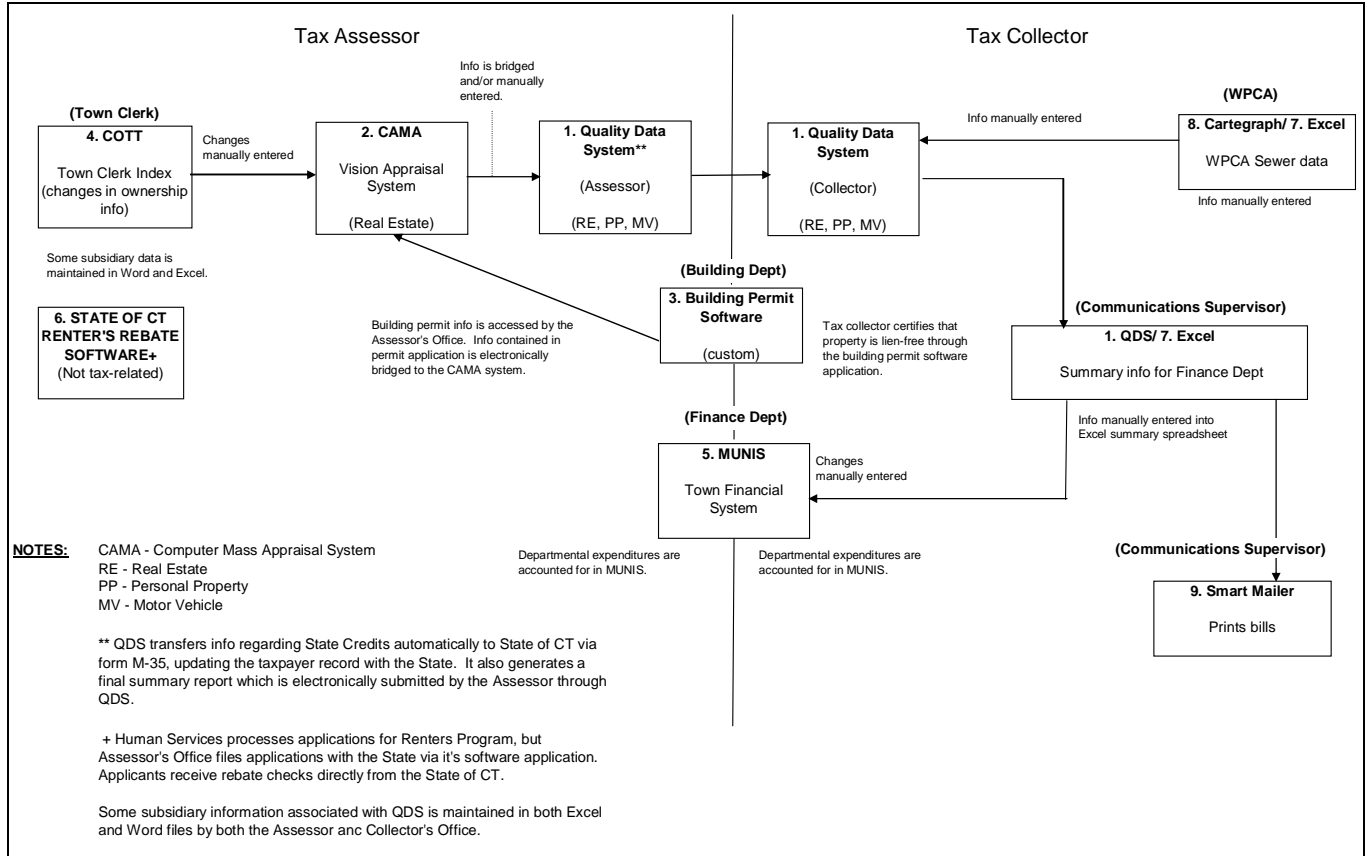 Tax Assessor
Tax Collector
Info is bridged
and/or manually
entered.
(Town Clerk)
4. COTT
Town Clerk Index
(changes in ownership
info)
Changes
manually entered
2. CAMA
Vision Appraisal
System
(Real Estate)
1. Quality Data
System**
(Assessor)
(RE, PP, MV)
1. Quality Data
System
(Collector)
(RE, PP, MV)
Info manually entered
(WPCA)
8. Cartegraph/ 7. Excel
WPCA Sewer data
Info manually entered
Some subsidiary data is
maintained in Word and Excel.
6. STATE OF CT
RENTER'S REBATE
SOFTWARE+
(Not tax-related)
Building permit info is accessed by the
Assessor's Office. Info contained in
permit application is electronically
bridged to the CAMA system.
(Building Dept)
3. Building Permit
Software
(custom)
Tax collector certifies that
property is lien-free through
the building permit software
application.
(Communications Supervisor)
1. QDS/ 7. Excel
Summary info for Finance Dept
Info manually entered into
Excel summary spreadsheet
(Finance Dept)
5. MUNIS
Town Financial
System
Changes
manually entered
Departmental expenditures are
accounted for in MUNIS.
Departmental expenditures are
accounted for in MUNIS.
(Communications Supervisor)
9. Smart Mailer
Prints bills
NOTES:
CAMA - Computer Mass Appraisal System
RE - Real Estate
PP - Personal Property
MV - Motor Vehicle
** QDS transfers info regarding State Credits automatically to State of CT via
form M-35, updating the taxpayer record with the State. It also generates a
final summary report which is electronically submitted by the Assessor through
QDS.
+ Human Services processes applications for Renters Program, but
Assessor's Office files applications with the State via it's software application.
Applicants receive rebate checks directly from the State of CT.
Some subsidiary information associated with QDS is maintained in both Excel
and Word files by both the Assessor anc Collector's Office.